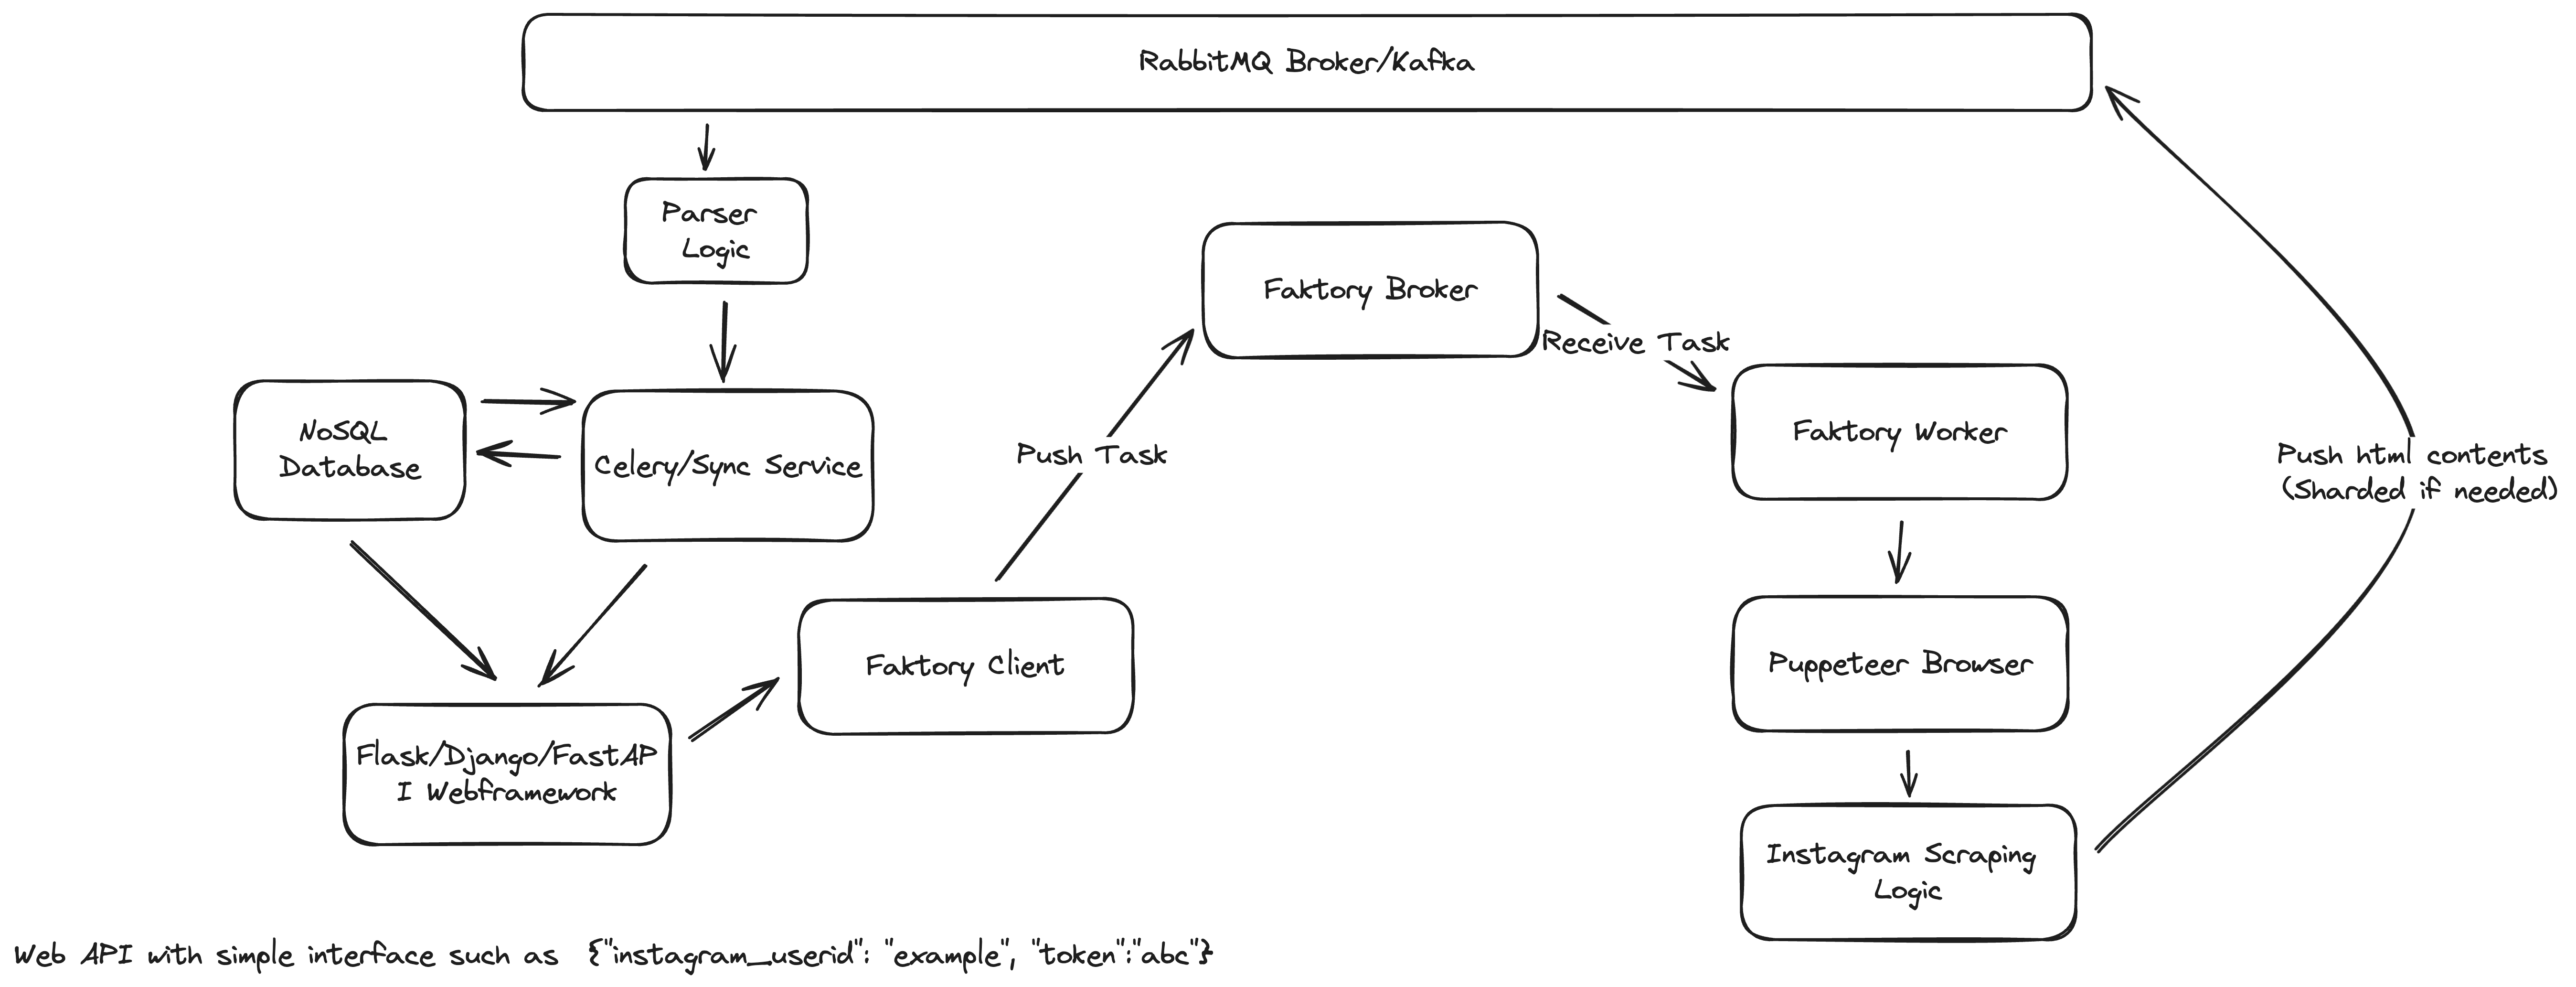 RabbitMQ Broker/Kafka
Parser
Logic
Faktory Broker
Receive Task
NoSQL
Database
Celery/Sync Service
Push Task
Faktory Worker
Push html contents
(Sharded if needed)
Faktory Client
Puppeteer Browser
Flask/Django/FastAP
I Webframework
Instagram Scraping
Logic
Web API with simple interface such as {"instagram_userid": "example", "token":"abc"}